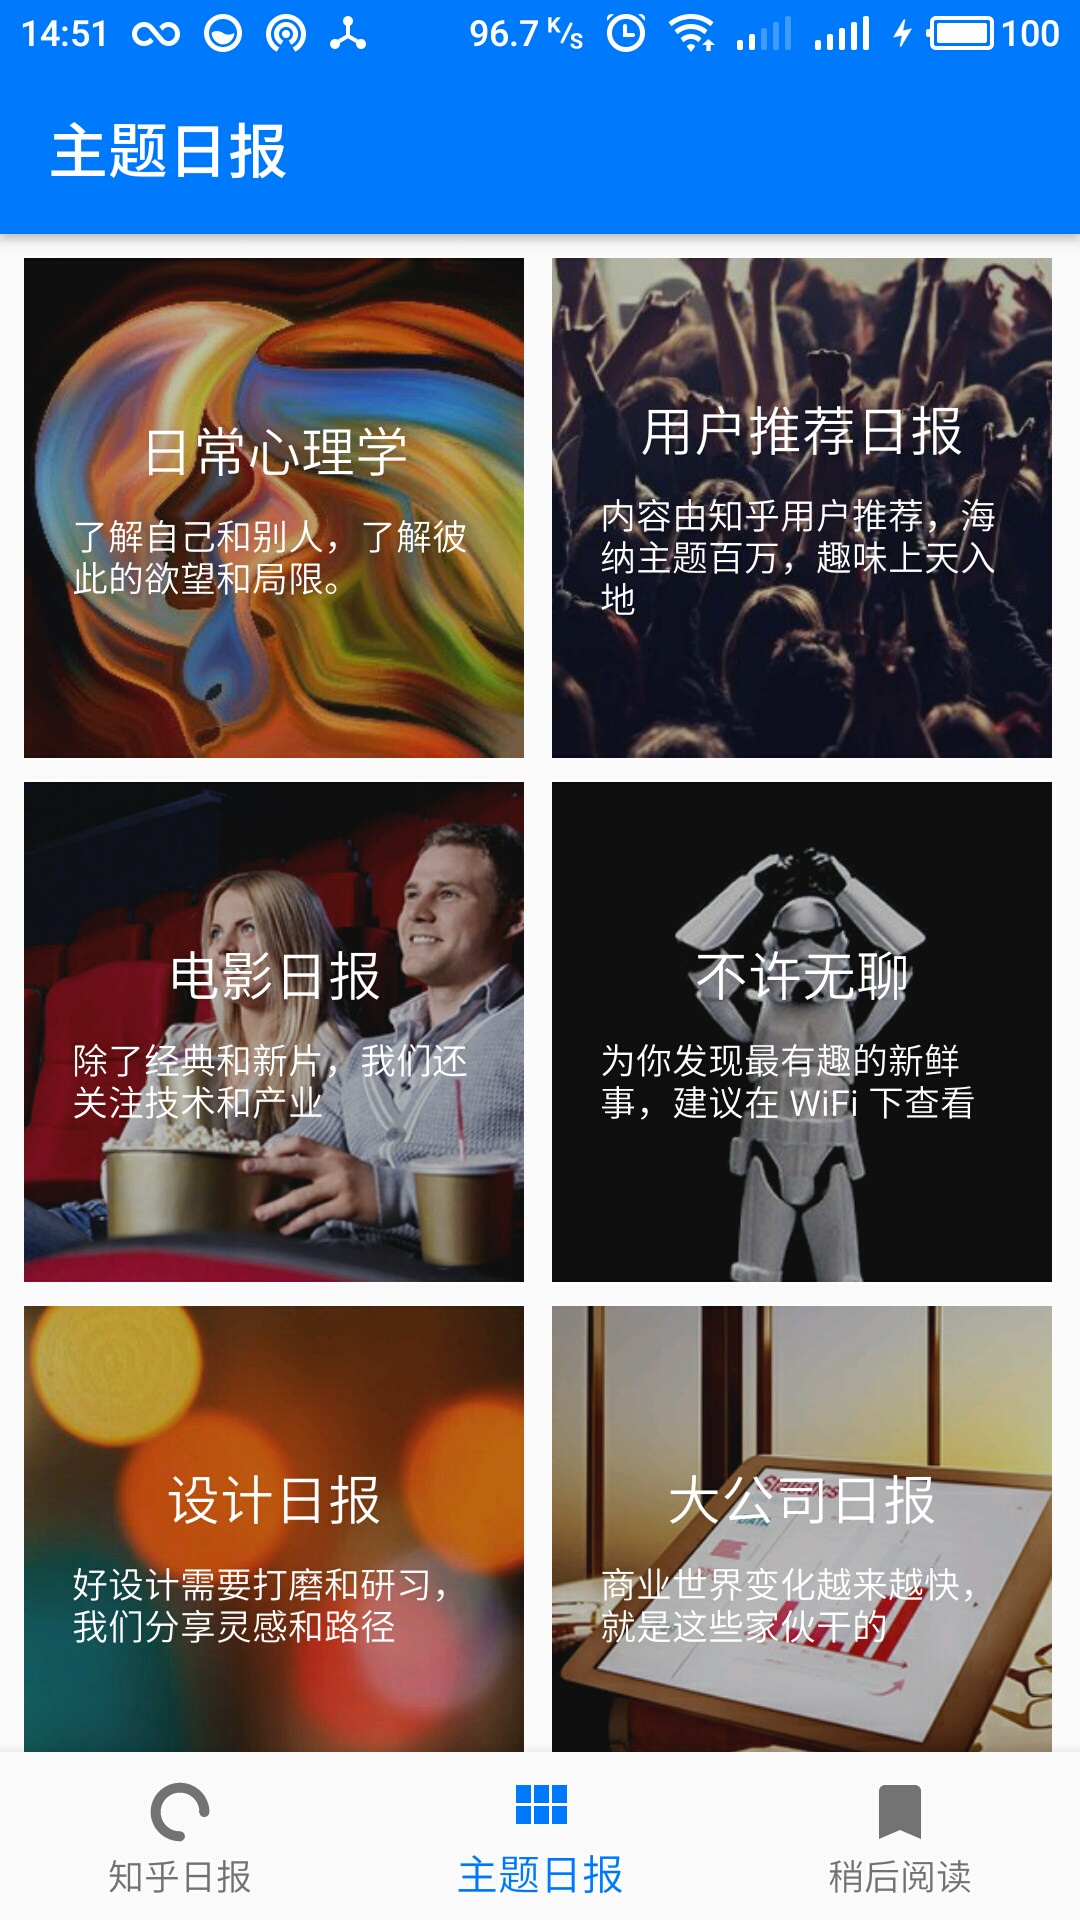 14:51 96.7 K/s 100
主题日报
日常心理学
了解自己和别人，了解彼
此的欲望和局限。
用户推荐日报
内容由知乎用户推荐，海
纳主题百万，趣味上天入
地
电影日报
除了经典和新片，我们还
关注技术和产业
不许无聊
为你发现最有趣的新鲜
事，建议在 WiFi 下查看
设计日报
好设计需要打磨和研习，
我们分享灵感和路径
大公司日报
商业世界变化越来越快，
就是这些家伙干的
Statistics
DATA
知乎日报
主题日报
稍后阅读